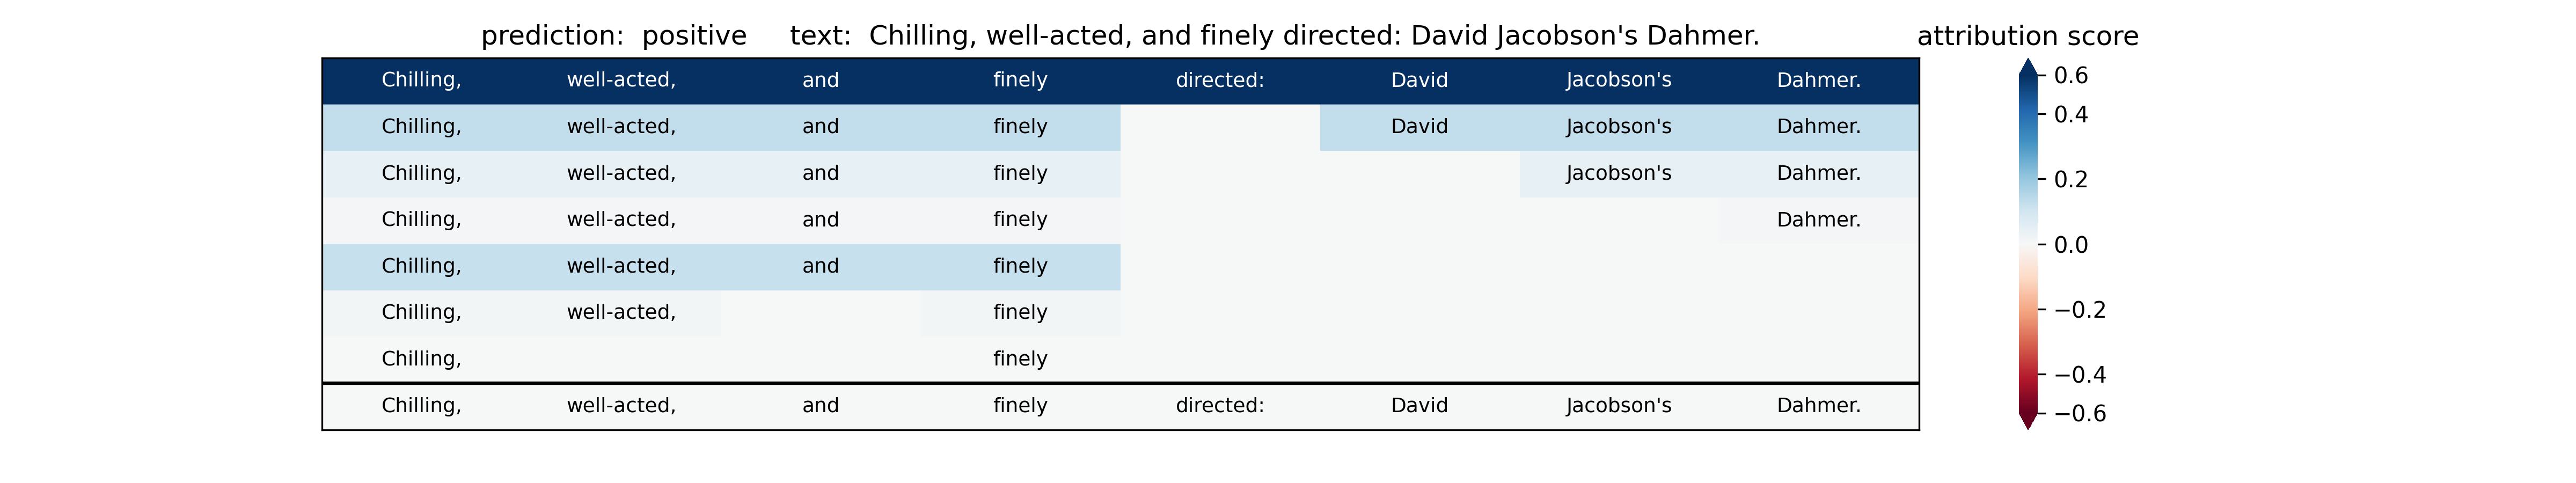 prediction:  positive     text:  Chilling, well-acted, and finely directed: David Jacobson's Dahmer.
attribution score
Chilling, well-acted, and finely directed: David Jacobson's Dahmer.
Chilling, well-acted, and finely David Jacobson's Dahmer.
Chilling, well-acted, and finely Jacobson's Dahmer.
Chilling, well-acted, and finely Dahmer.
Chilling, well-acted, and finely
Chilling, well-acted, finely
Chilling, finely
Chilling, well-acted, and finely directed: David Jacobson's Dahmer.
0.6
0.4
0.2
0.0
−0.2
−0.4
−0.6